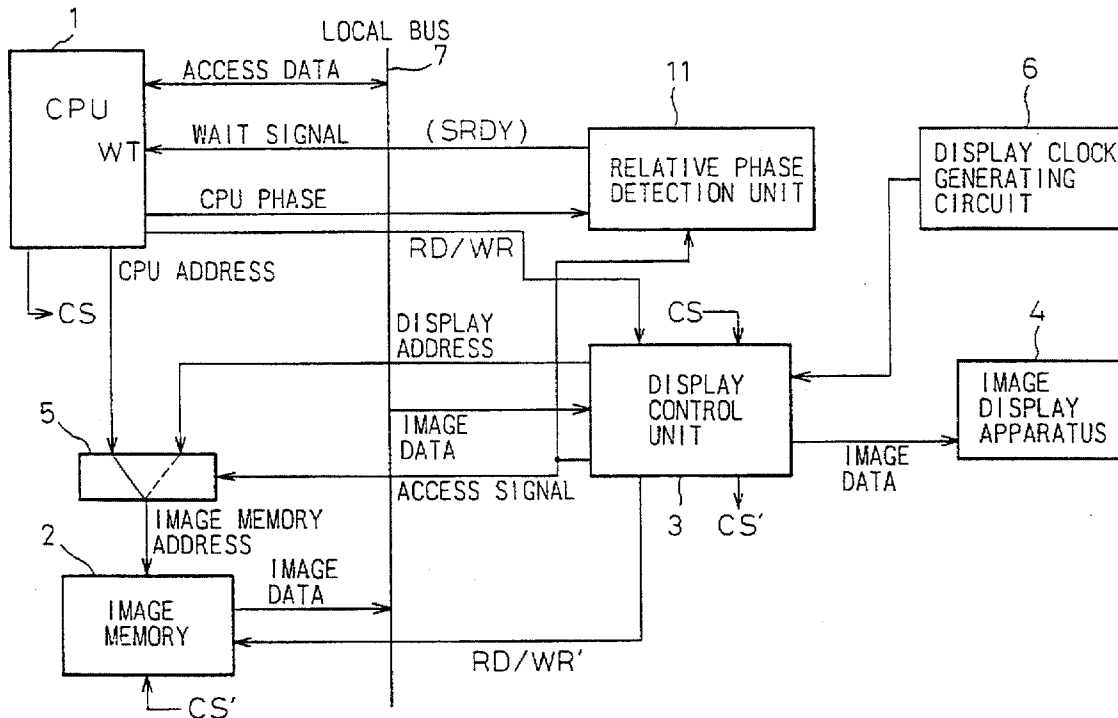 1
LOCAL BUS
7
ACCESS DATA
CPU
WT
WAIT SIGNAL
(SRDY)
CPU PHASE
RD/WR
CPU ADDRESS
CS
11
RELATIVE PHASE
DETECTION UNIT
6
DISPLAY CLOCK
GENERATING
CIRCUIT
DISPLAY
ADDRESS
CS
DISPLAY
CONTROL
UNIT
3
CS'
4
IMAGE
DISPLAY
APPARATUS
IMAGE
DATA
IMAGE
DATA
ACCESS SIGNAL
5
IMAGE MEMORY
ADDRESS
2
IMAGE
MEMORY
IMAGE
DATA
RD/WR'
CS'